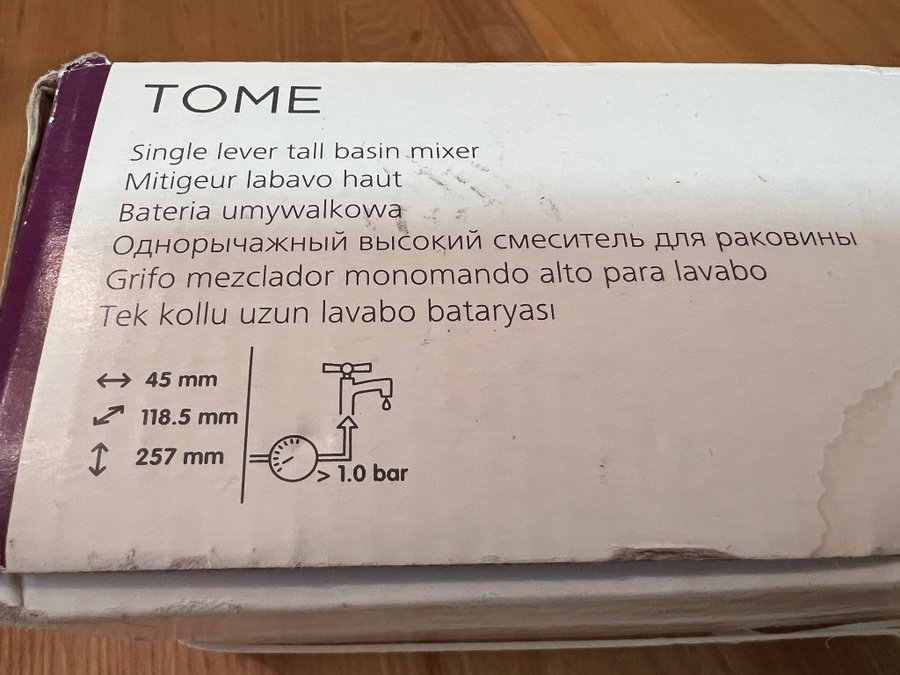 TOME
Single lever tall basin mixer
Mitigeur labavo haut
Bateria umywalkowa
Однорычажный высокий смеситель для раковины
Grifo mezclador monomando alto para lavabo
Tek kollu uzun lavabo bataryası
↔ 45 mm
⤢ 118.5 mm
↕ 257 mm
> 1.0 bar